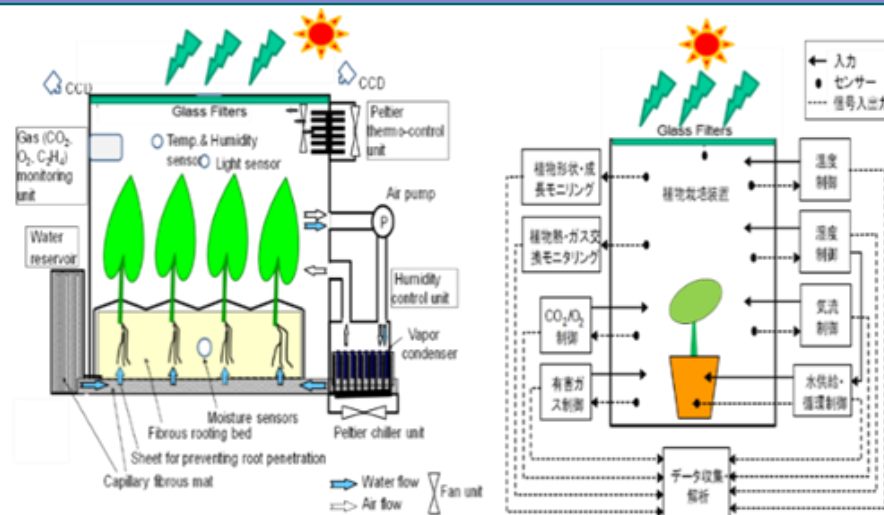 CCD
CCD
Glass Filters
Gas (CO₂,
O₂, C₂H₄)
monitoring
unit
Temp.& Humidity
sensor
Light sensor
Peltier
thermo-control
unit
Air pump
P
Water
reservoir
Humidity
control unit
Vapor
condenser
Moisture sensors
Fibrous rooting bed
Peltier chiller unit
Sheet for preventing root penetration
Capillary fibrous mat
Water flow
Air flow
Fan unit
入力
センサー
信号入出力
Glass Filters
植物栽培装置
植物形状・成
長モニリング
植物熱・ガス交
換モニタリング
CO₂/O₂
制御
有害ガ
ス制御
温度
制御
湿度
制御
気流
制御
水供給・
循環制御
データ収集・
解析